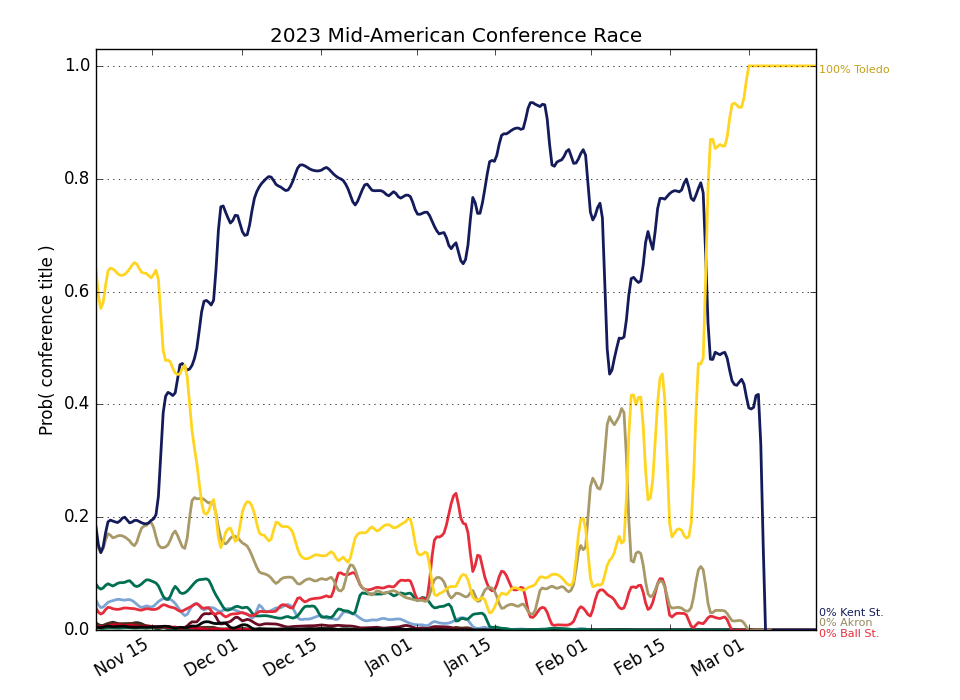 2023 Mid-American Conference Race
1.0
100% Toledo
0.8
0.6
Prob( conference title )
0.4
0.2
0.0
0% Kent St.
0% Akron
0% Ball St.
Nov 15
Dec 01
Dec 15
Jan 01
Jan 15
Feb 01
Feb 15
Mar 01